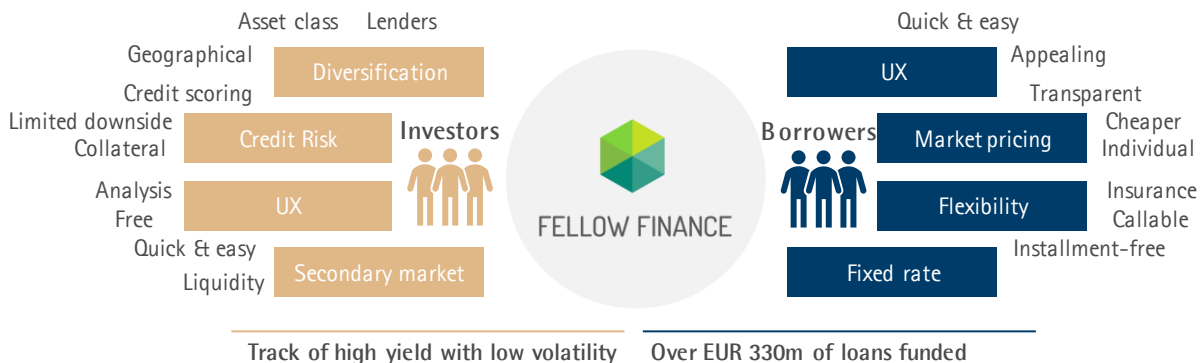 Asset class Lenders
Geographical
Diversification
Credit scoring
Limited downside
Collateral
Credit Risk
Investors
Analysis
Free
UX
Quick & easy
Liquidity
Secondary market
FELLOW FINANCE
Quick & easy
UX
Appealing
Transparent
Borrowers
Market pricing
Cheaper
Individual
Flexibility
Insurance
Callable
Installment-free
Fixed rate
Track of high yield with low volatility
Over EUR 330m of loans funded